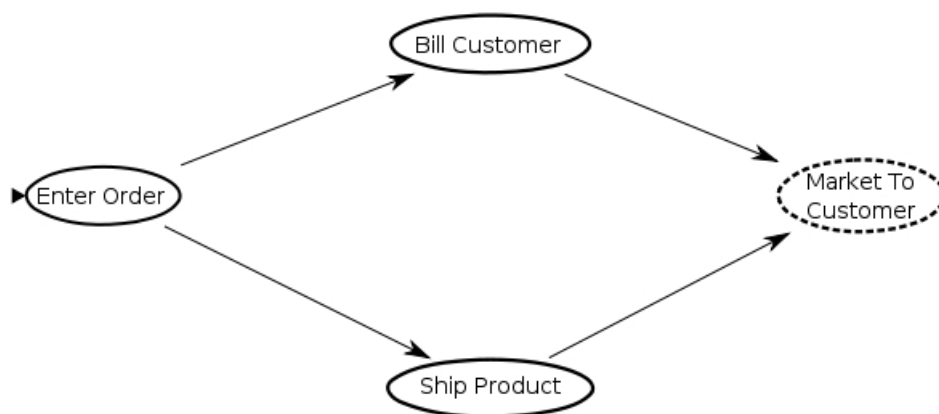 Bill Customer
Enter Order
Market To
Customer
Ship Product